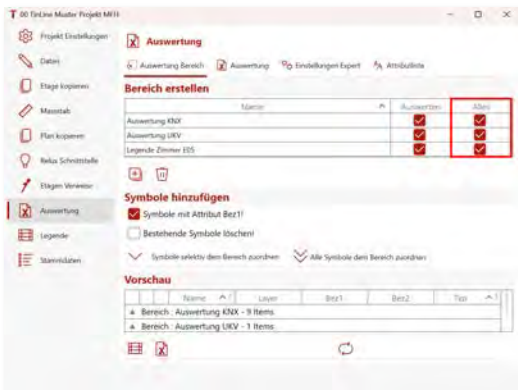 00 TinLine Muster Projekt MFH
Projekt Einstellungen
Daten
Etage kopieren
Massstab
Plan kopieren
Relux Schnittstelle
Etagen Verweise
Auswertung
Legende
Stammdaten
Auswertung
Auswertung Bereich
Auswertung
Einstellungen Expert
Attributliste
Bereich erstellen
Name Auswerten Alles
Auswertung KNX
Auswertung UKV
Legende Zimmer E05
Symbole hinzufügen
Symbole mit Attribut Bez1!
Bestehende Symbole löschen!
Symbole selektiv dem Bereich zuordnen
Alle Symbole dem Bereich zuordnen
Vorschau
Name Layer Bez1 Bez2 Typ
Bereich : Auswertung KNX - 9 Items
Bereich : Auswertung UKV - 1 Items